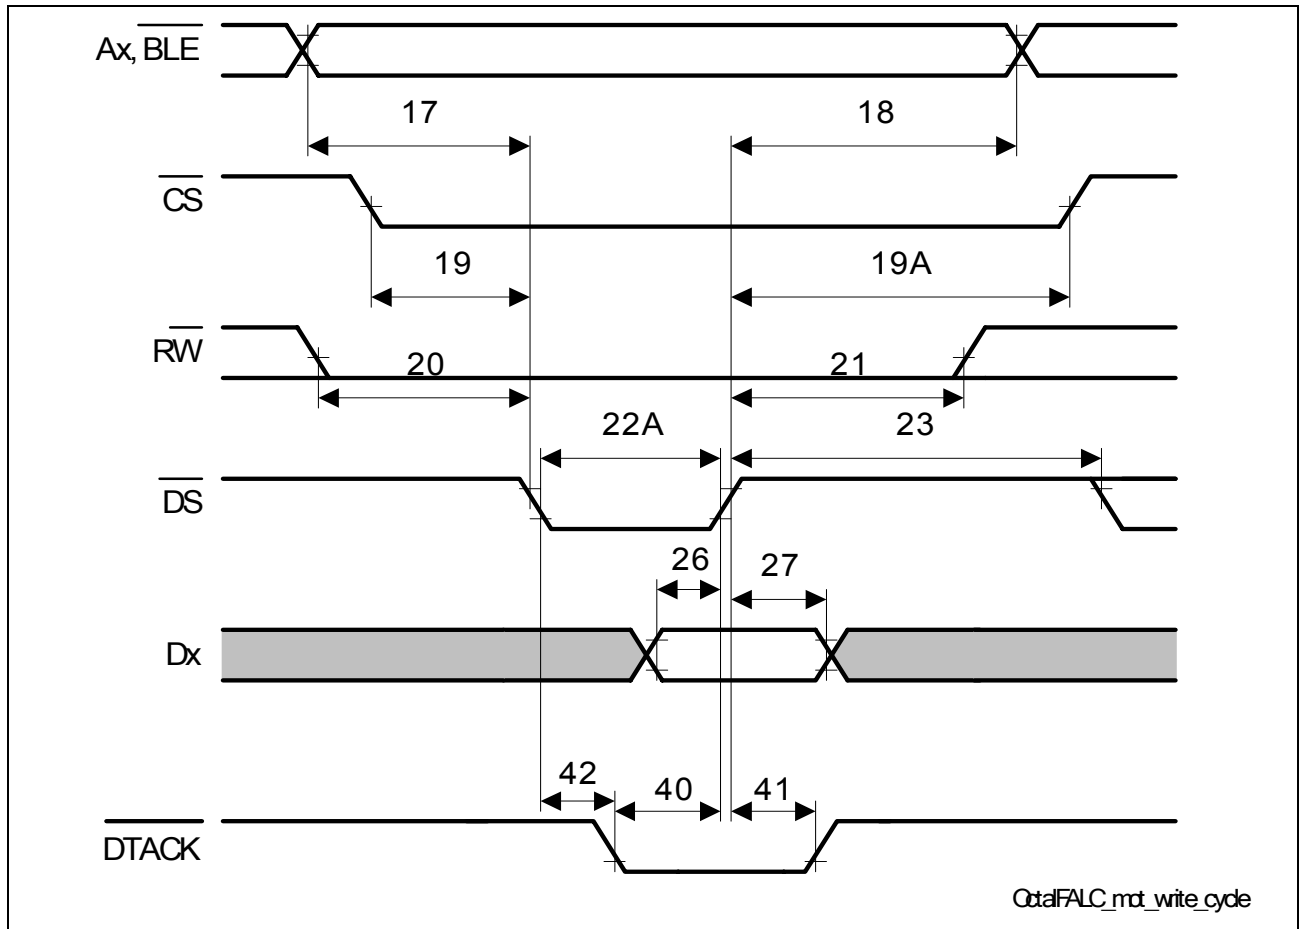 Ax, BLE
17
18
CS
19
19A
RW
20
21
22A
23
DS
26
27
Dx
42
40
41
DTACK
OctalFALC_mot_write_cycle